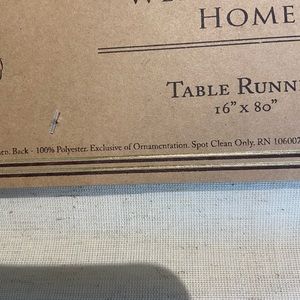 HOME
TABLE RUNN
16" X 80"
Back - 100% Polyester. Exclusive of Ornamentation. Spot Clean Only. RN 10600